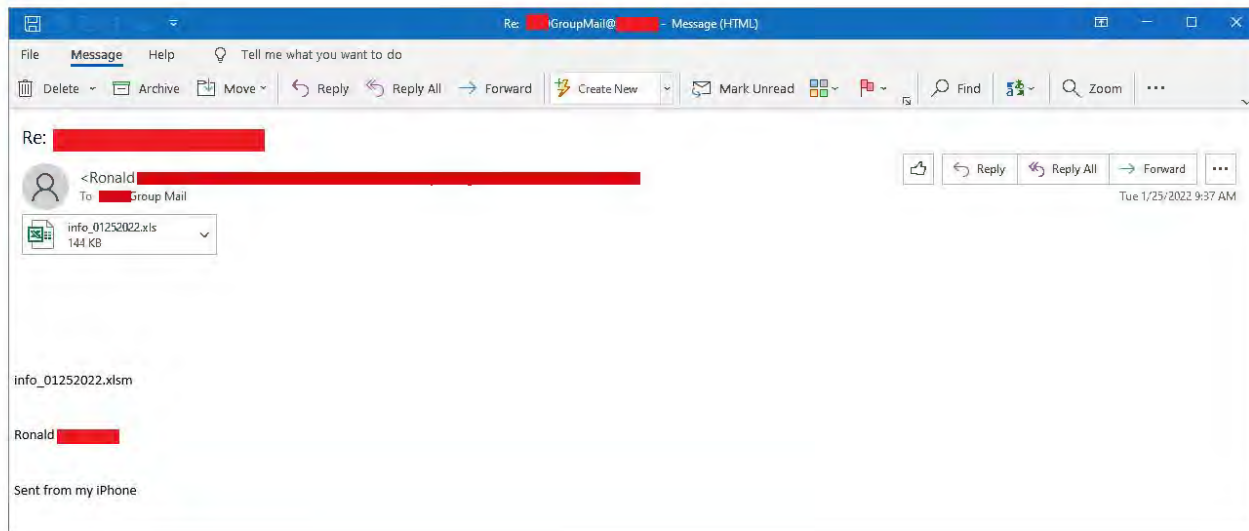 Re: GroupMail@ - Message (HTML)
File Message Help Tell me what you want to do
Delete Archive Move Reply Reply All Forward Create New Mark Unread Find Zoom ...
Re:
<Ronald
To Group Mail
Reply Reply All Forward ...
Tue 1/25/2022 9:37 AM
info_01252022.xls
144 KB
info_01252022.xlsm
Ronald
Sent from my iPhone